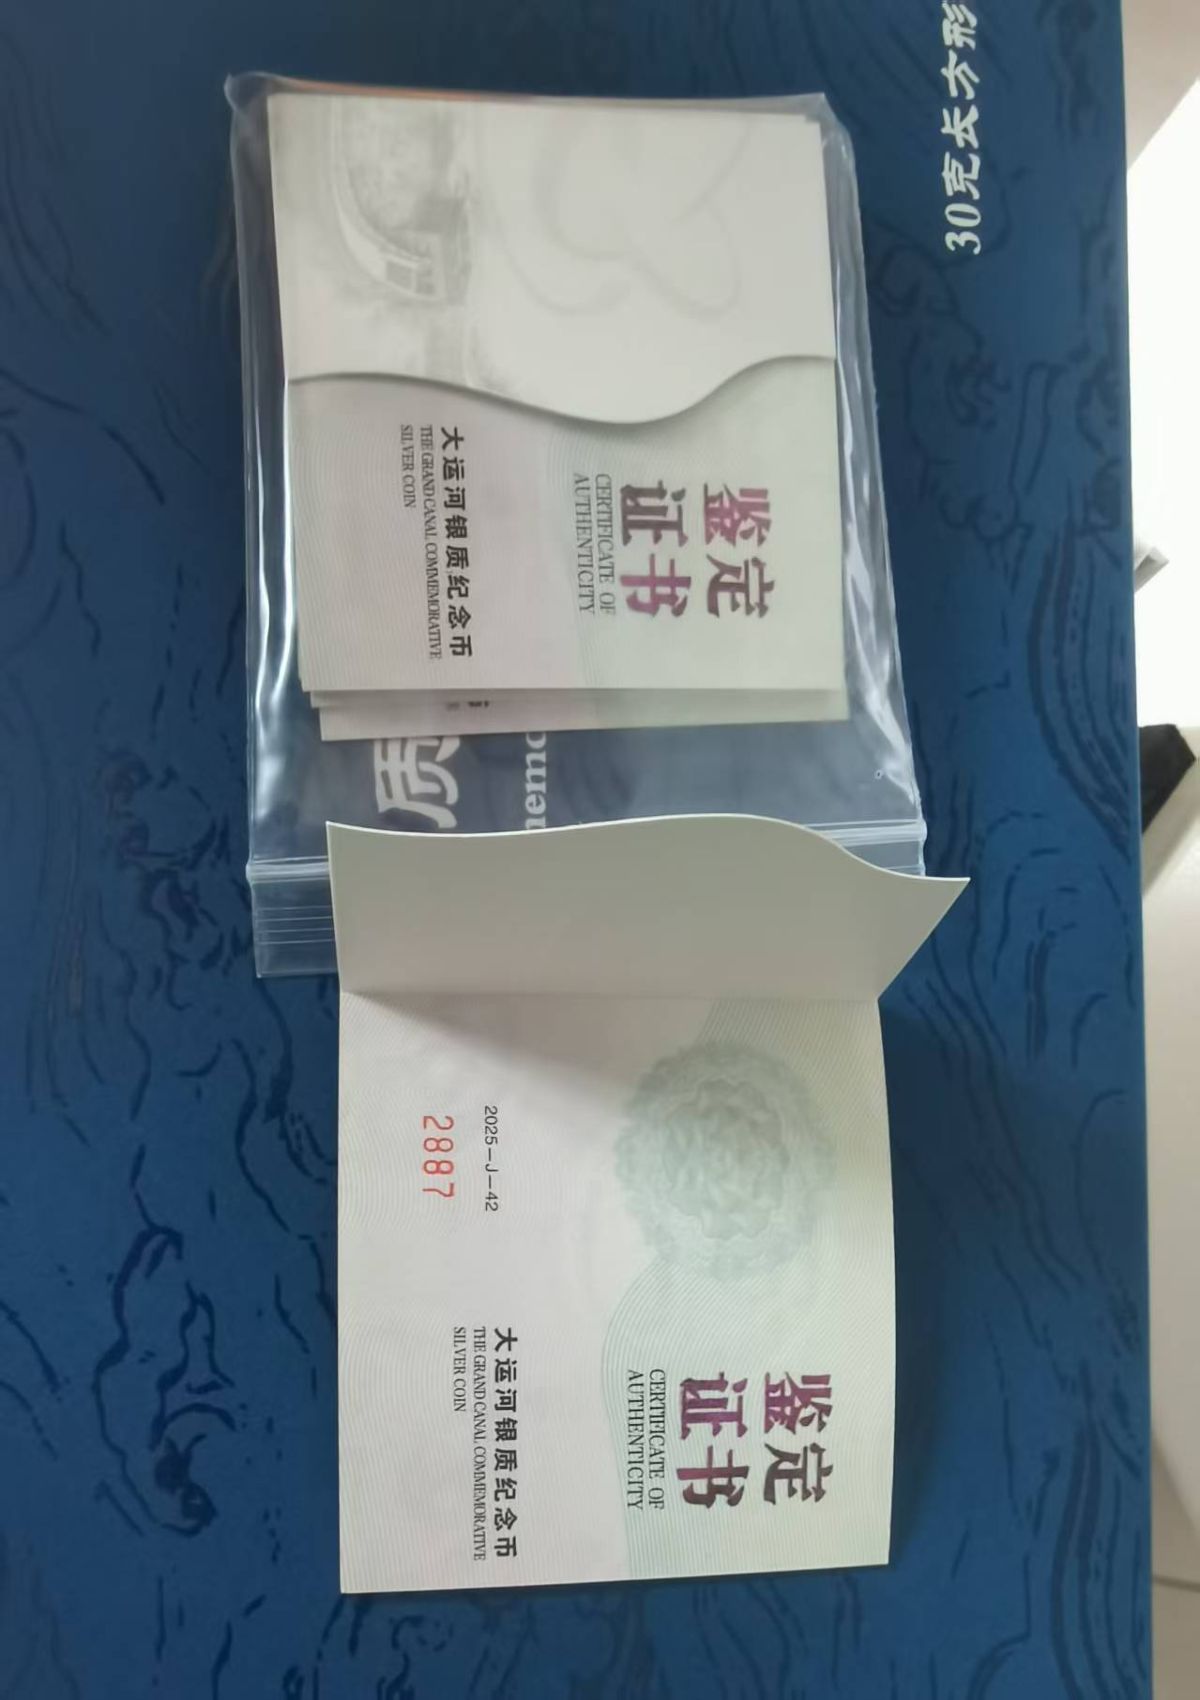 30克长方形
鉴定
证书
CERTIFICATE OF
AUTHENTICITY
大运河银质纪念币
THE GRAND CANAL COMMEMORATIVE
SILVER COIN
质
2025-J-42
2887
鉴定
证书
CERTIFICATE OF
AUTHENTICITY
大运河银质纪念币
THE GRAND CANAL COMMEMORATIVE
SILVER COIN